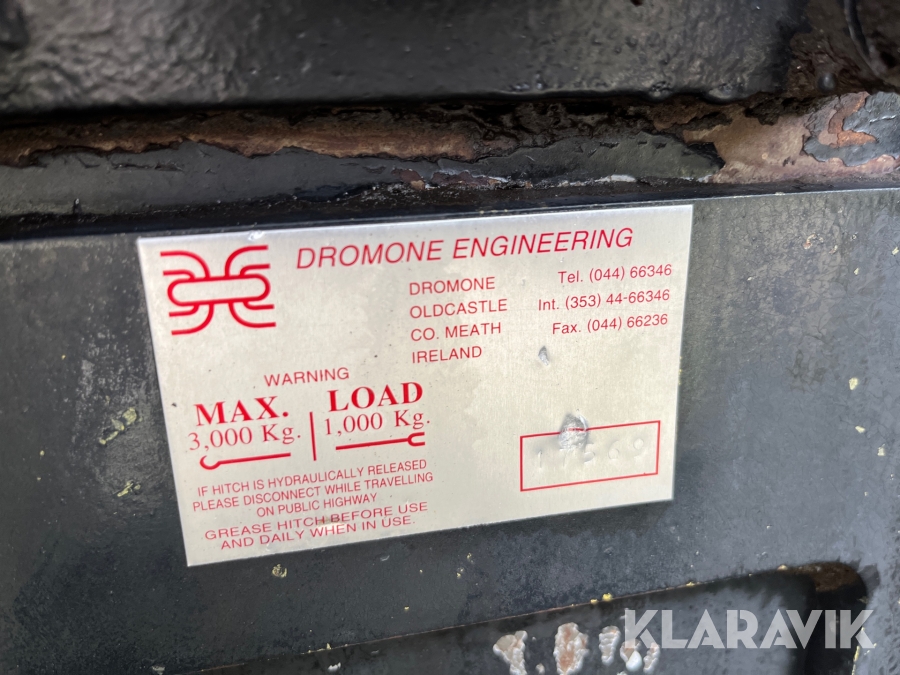 DROMONE ENGINEERING
DROMONE
OLDCASTLE
CO. MEATH
IRELAND
Tel. (044) 66346
Int. (353) 44-66346
Fax. (044) 66236
WARNING
MAX. LOAD
3,000 Kg. 1,000 Kg.
IF HITCH IS HYDRAULICALLY RELEASED
PLEASE DISCONNECT WHILE TRAVELLING
ON PUBLIC HIGHWAY
GREASE HITCH BEFORE USE
AND DAILY WHEN IN USE.
KLARAVIK